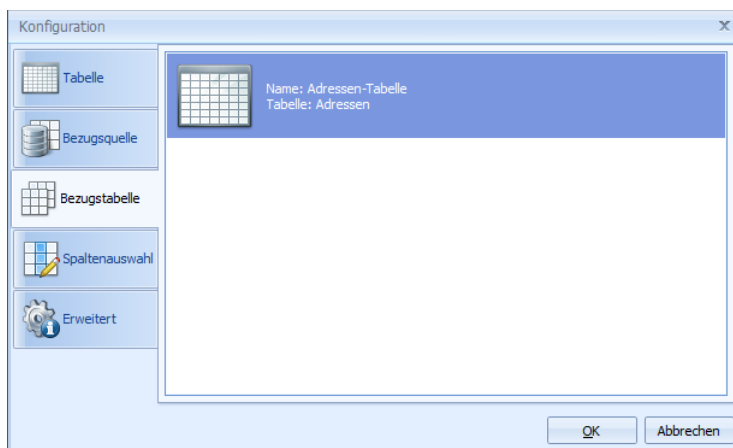 Konfiguration
x
Tabelle
Bezugsquelle
Bezugstabelle
Spaltenauswahl
Erweitert
Name: Adressen-Tabelle
Tabelle: Adressen
OK
Abbrechen